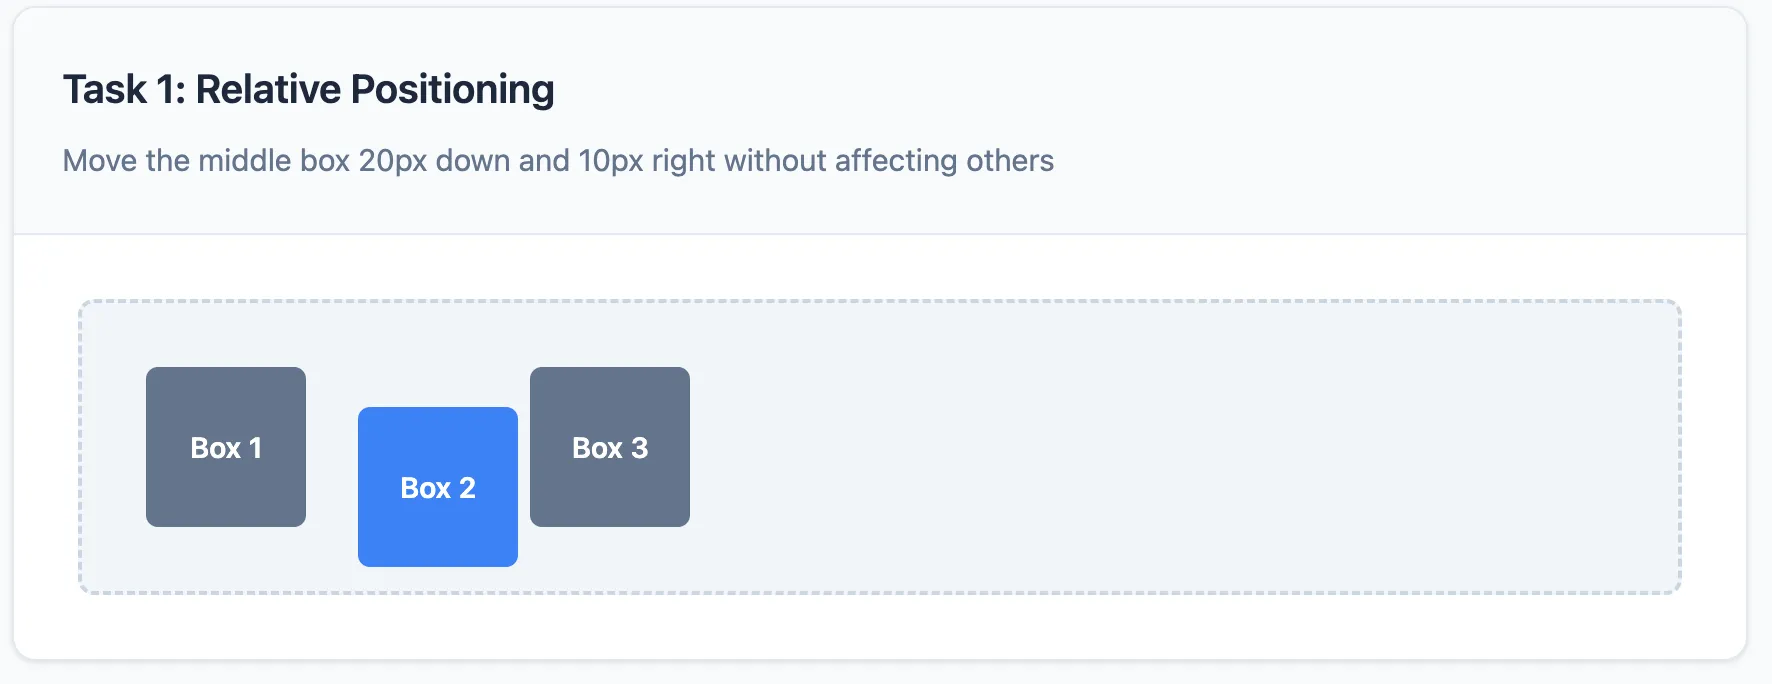 Task 1: Relative Positioning
Move the middle box 20px down and 10px right without affecting others
Box 1
Box 2
Box 3